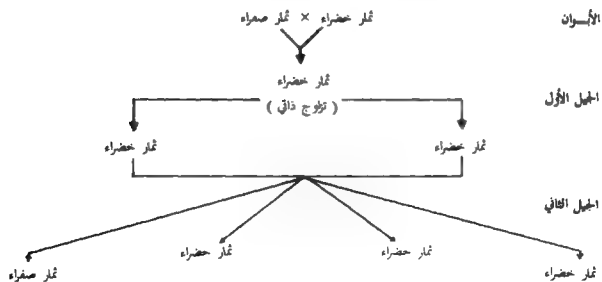 الأبــوان
ثمار خضراء × ثمار صفراء
ثمار خضراء
الجيل الأول
( تزاوج ذاتي )
ثمار خضراء
ثمار خضراء
الجيل الثاني
ثمار خضراء
ثمار خضراء
ثمار خضراء
ثمار صفراء